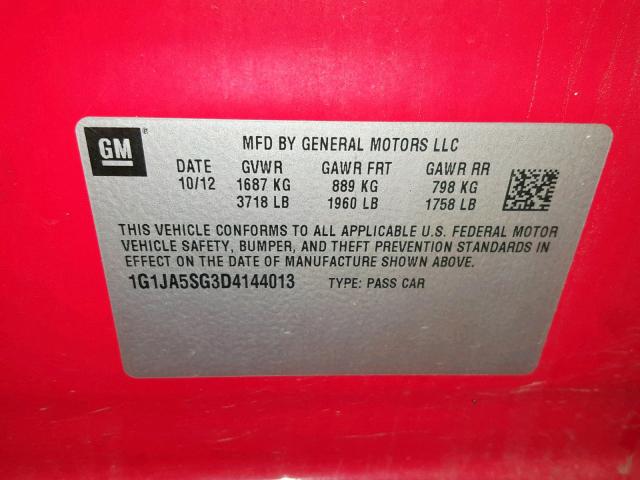 GM ®
MFD BY GENERAL MOTORS LLC
DATE GVWR GAWR FRT GAWR RR
10/12 1687 KG 889 KG 798 KG
3718 LB 1960 LB 1758 LB
THIS VEHICLE CONFORMS TO ALL APPLICABLE U.S. FEDERAL MOTOR
VEHICLE SAFETY, BUMPER, AND THEFT PREVENTION STANDARDS IN
EFFECT ON THE DATE OF MANUFACTURE SHOWN ABOVE.
1G1JA5SG3D4144013 TYPE: PASS CAR